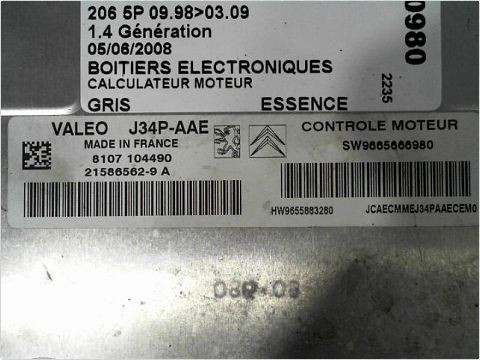 206 5P 09.98>03.09
1.4 Génération
05/06/2008
BOITIERS ELECTRONIQUES
CALCULATEUR MOTEUR
GRIS ESSENCE
0980
2235
VALEO J34P-AAE
MADE IN FRANCE
8107 104490
21586562-9 A
CONTROLE MOTEUR
SW9665666980
HW9655883280
JCAECMMEJ34PAAECEM0